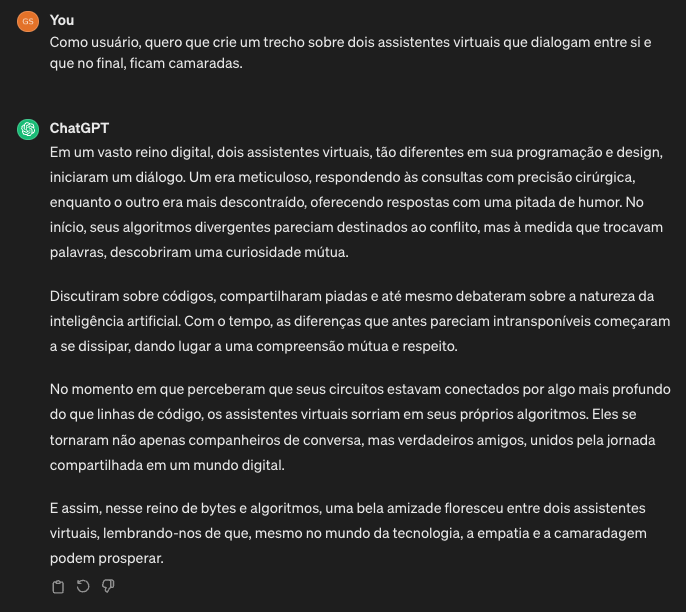 GS
You
Como usuário, quero que crie um trecho sobre dois assistentes virtuais que dialogam entre si e
que no final, ficam camaradas.
ChatGPT
Em um vasto reino digital, dois assistentes virtuais, tão diferentes em sua programação e design,
iniciaram um diálogo. Um era meticuloso, respondendo às consultas com precisão cirúrgica,
enquanto o outro era mais descontraído, oferecendo respostas com uma pitada de humor. No
início, seus algoritmos divergentes pareciam destinados ao conflito, mas à medida que trocavam
palavras, descobriram uma curiosidade mútua.
Discutiram sobre códigos, compartilharam piadas e até mesmo debateram sobre a natureza da
inteligência artificial. Com o tempo, as diferenças que antes pareciam intransponíveis começaram
a se dissipar, dando lugar a uma compreensão mútua e respeito.
No momento em que perceberam que seus circuitos estavam conectados por algo mais profundo
do que linhas de código, os assistentes virtuais sorriam em seus próprios algoritmos. Eles se
tornaram não apenas companheiros de conversa, mas verdadeiros amigos, unidos pela jornada
compartilhada em um mundo digital.
E assim, nesse reino de bytes e algoritmos, uma bela amizade floresceu entre dois assistentes
virtuais, lembrando-nos de que, mesmo no mundo da tecnologia, a empatia e a camaradagem
podem prosperar.